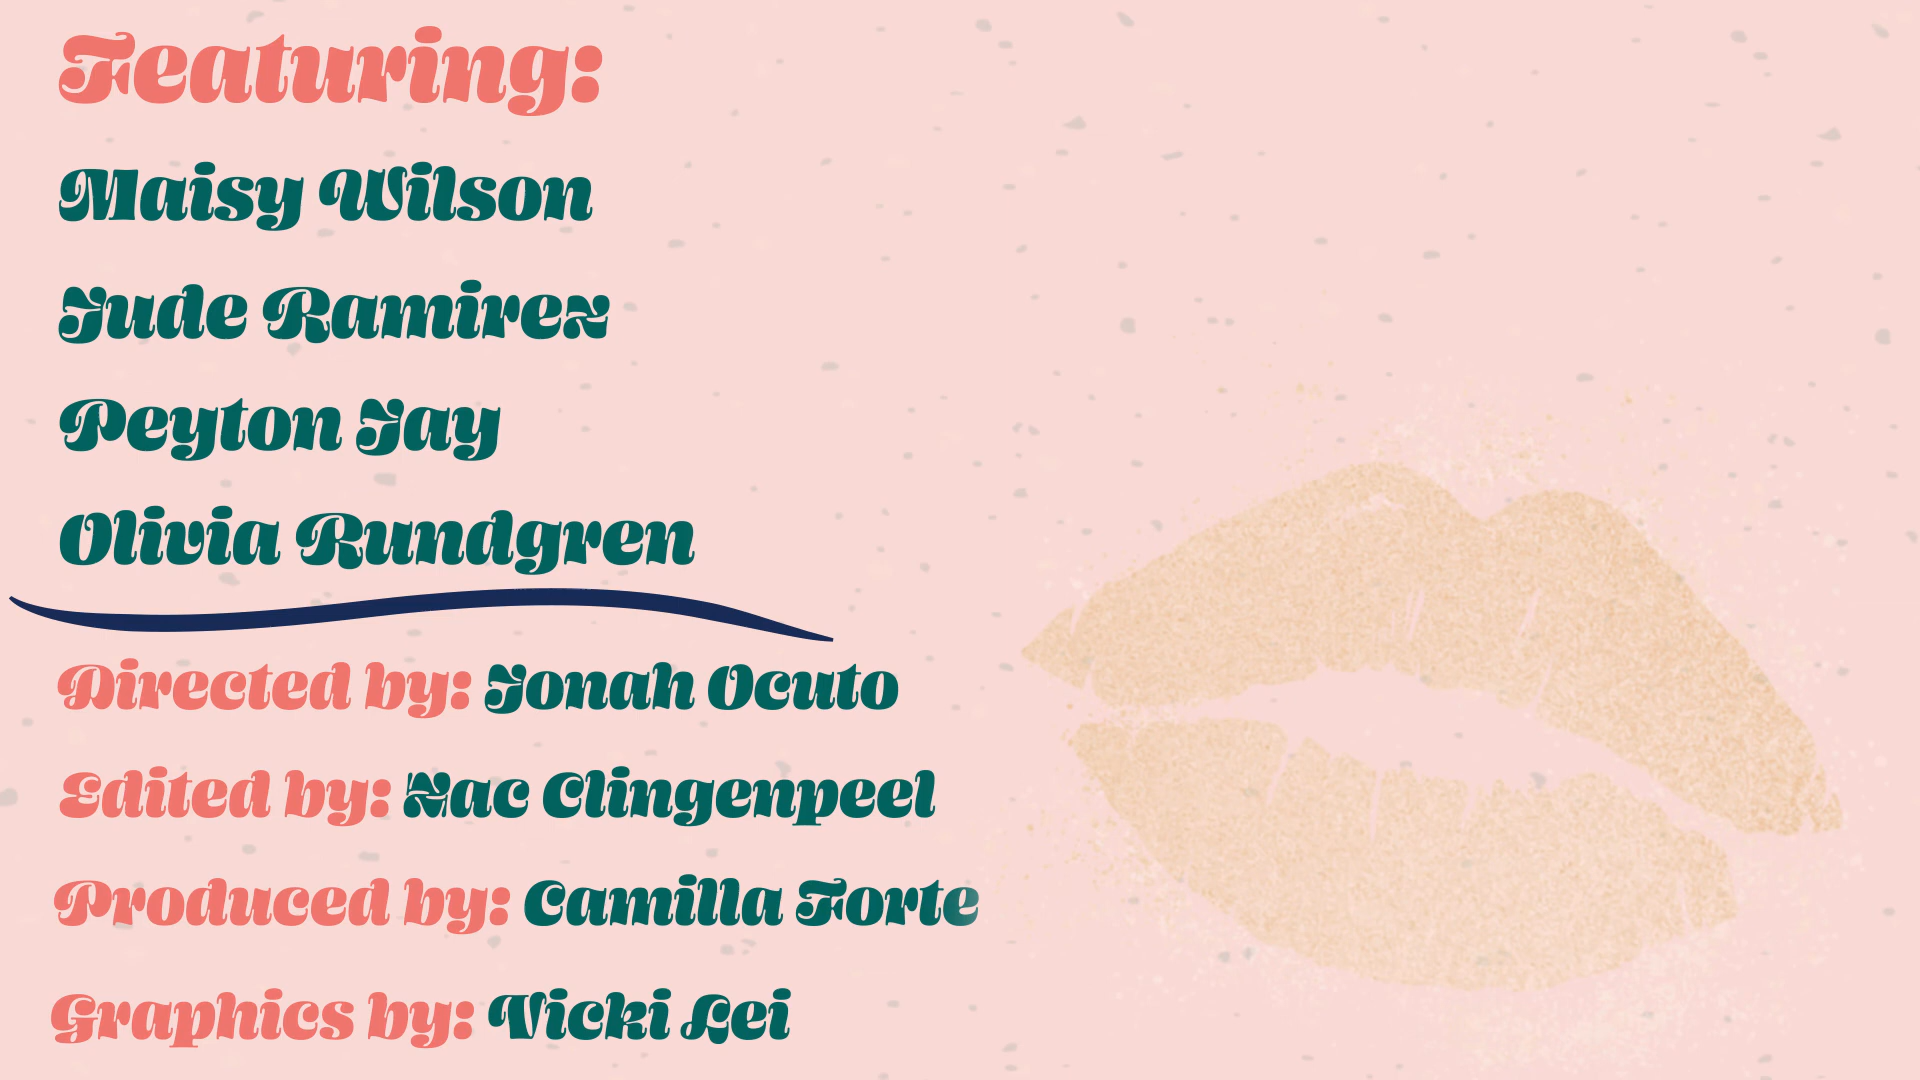 Featuring:
Maisy Wilson
Jude Ramirez
Peyton Jay
Olivia Rundgren
Directed by: Jonah Ocuto
Edited by: Nac Clingenpeel
Produced by: Camilla Forte
Graphics by: Vicki Lei